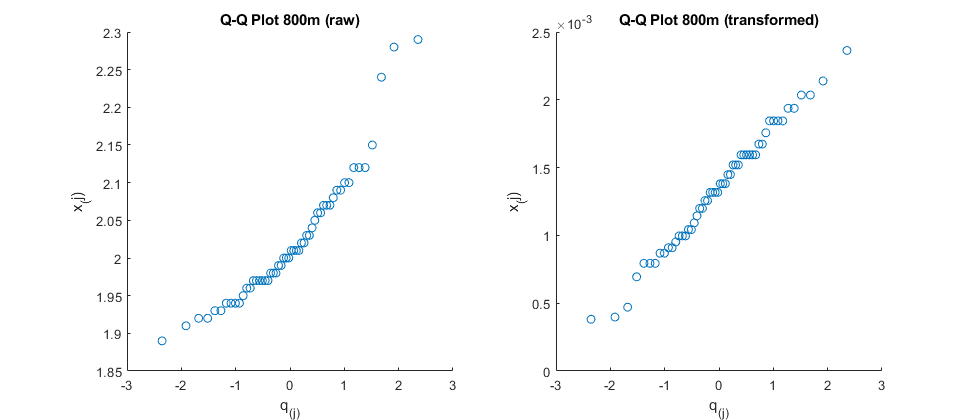 Q-Q Plot 800m (raw)
2.3
2.25
2.2
2.15
2.1
2.05
2
1.95
1.9
1.85
x(j)
-3 -2 -1 0 1 2 3
q(j)
Q-Q Plot 800m (transformed)
×10-3
2.5
2
1.5
1
0.5
0
x(j)
-3 -2 -1 0 1 2 3
q(j)